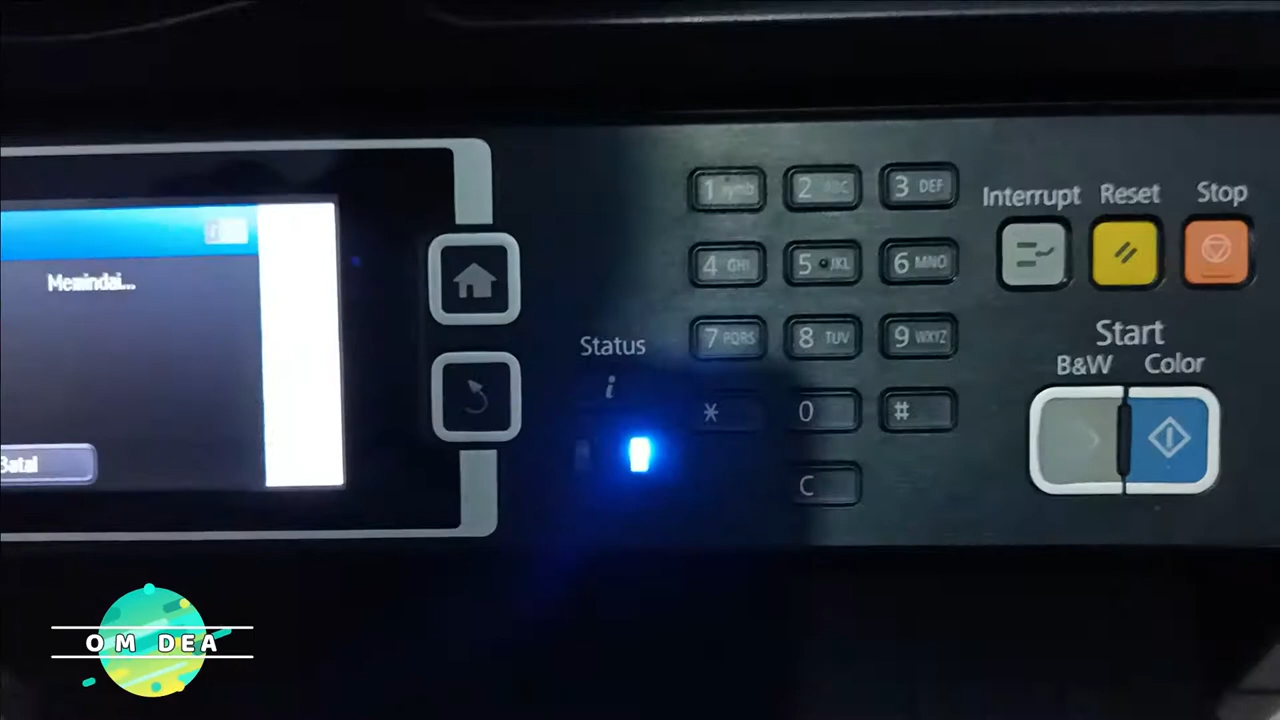 Memindai...
Batal
Status
i
1 Symb
2 ABC
3 DEF
4 GHI
5 JKL
6 MNO
7 PQRS
8 TUV
9 WXYZ
* 
0
#
C
Interrupt Reset Stop
Start
B&W Color
OM DEA